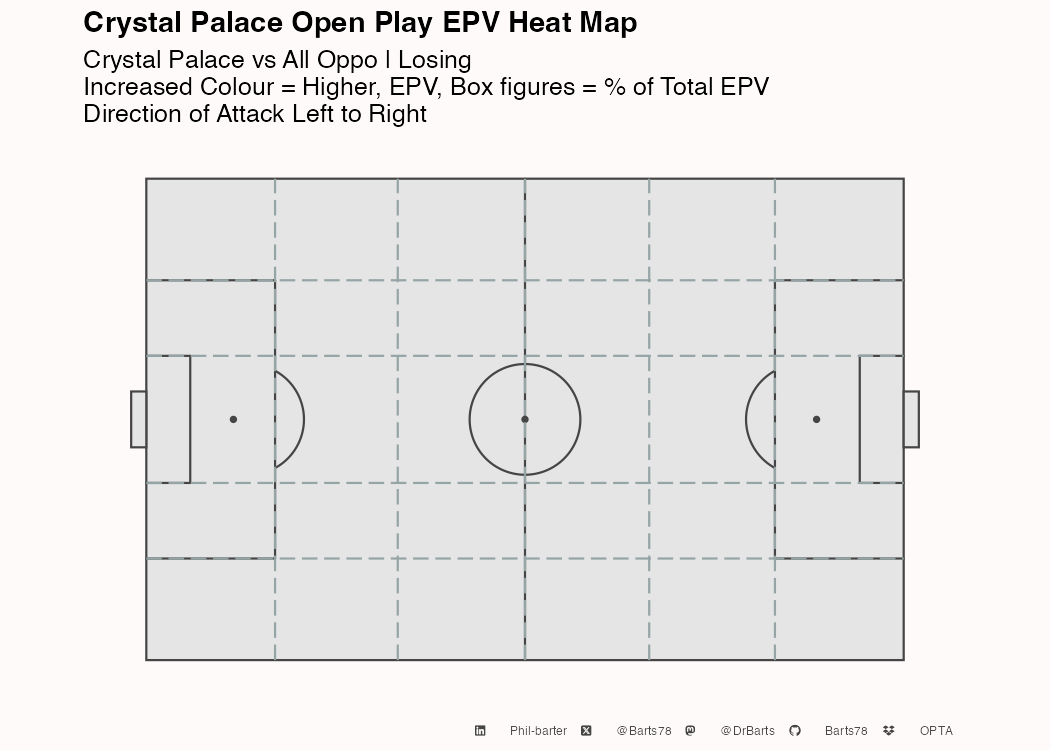 Crystal Palace Open Play EPV Heat Map
Crystal Palace vs All Oppo | Losing
Increased Colour = Higher, EPV, Box figures = % of Total EPV
Direction of Attack Left to Right
Phil-barter @Barts78 @DrBarts Barts78 OPTA